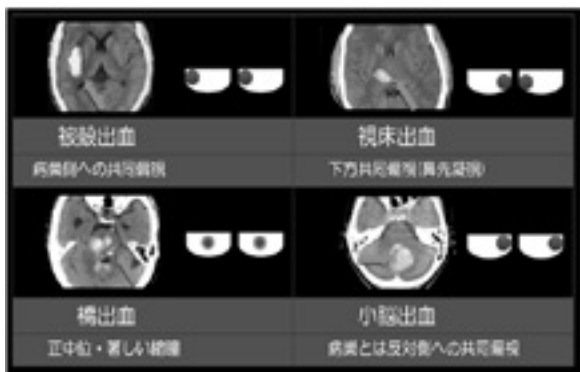 被殻出血
病巣側への共同偏視
視床出血
下方共同偏視(鼻先凝視)
橋出血
正中位・著しい縮瞳
小脳出血
病巣とは反対側への共同偏視